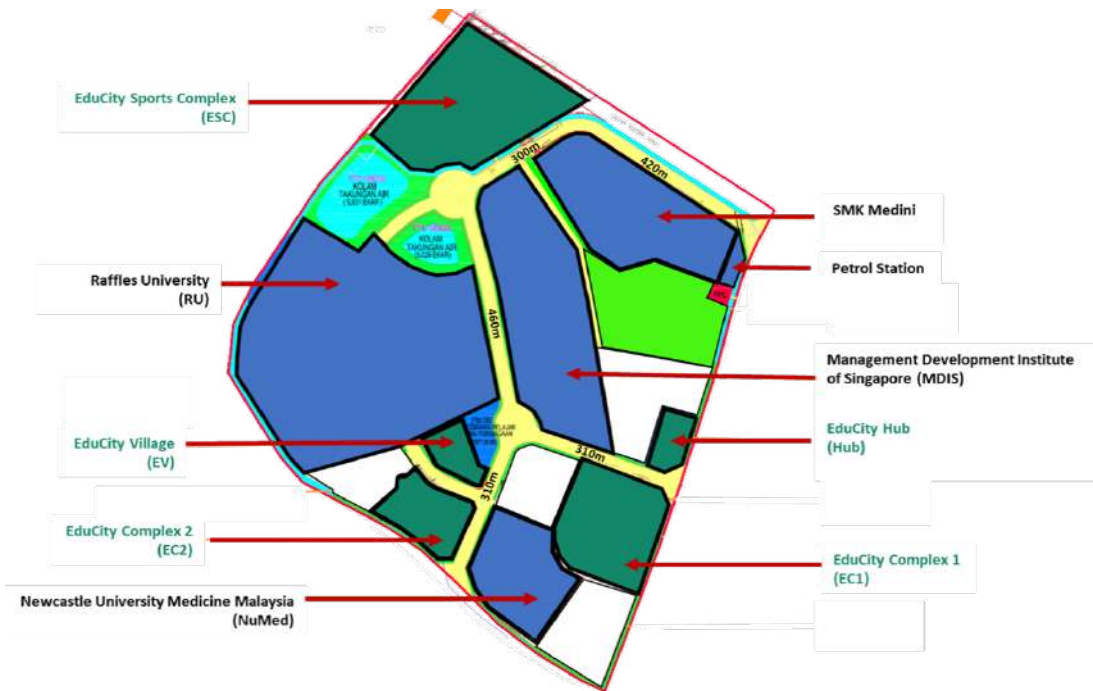 EduCity Sports Complex
(ESC)
300m
420m
KOLAM
TAKUNGAN AIR
KOLAM
TAKUNGAN AIR
SMK Medini
Petrol Station
Raffles University
(RU)
460m
Management Development Institute
of Singapore (MDIS)
EduCity Hub
(Hub)
EduCity Village
(EV)
310m
310m
EduCity Complex 2
(EC2)
EduCity Complex 1
(EC1)
Newcastle University Medicine Malaysia
(NuMed)